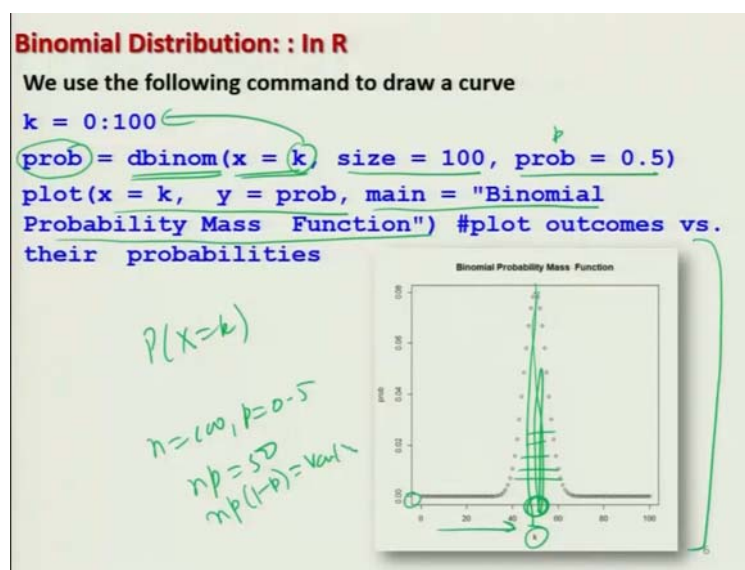 Binomial Distribution: : In R
We use the following command to draw a curve
k = 0:100
p
prob = dbinom(x = k, size = 100, prob = 0.5)
plot(x = k, y = prob, main = "Binomial
Probability Mass Function") #plot outcomes vs.
their probabilities
Binomial Probability Mass Function
0.08
0.06
0.04
0.02
0.00
prob
0 20 40 60 80 100
k
P(X=k)
n=100, p=0.5
np=50
np(1-p)=